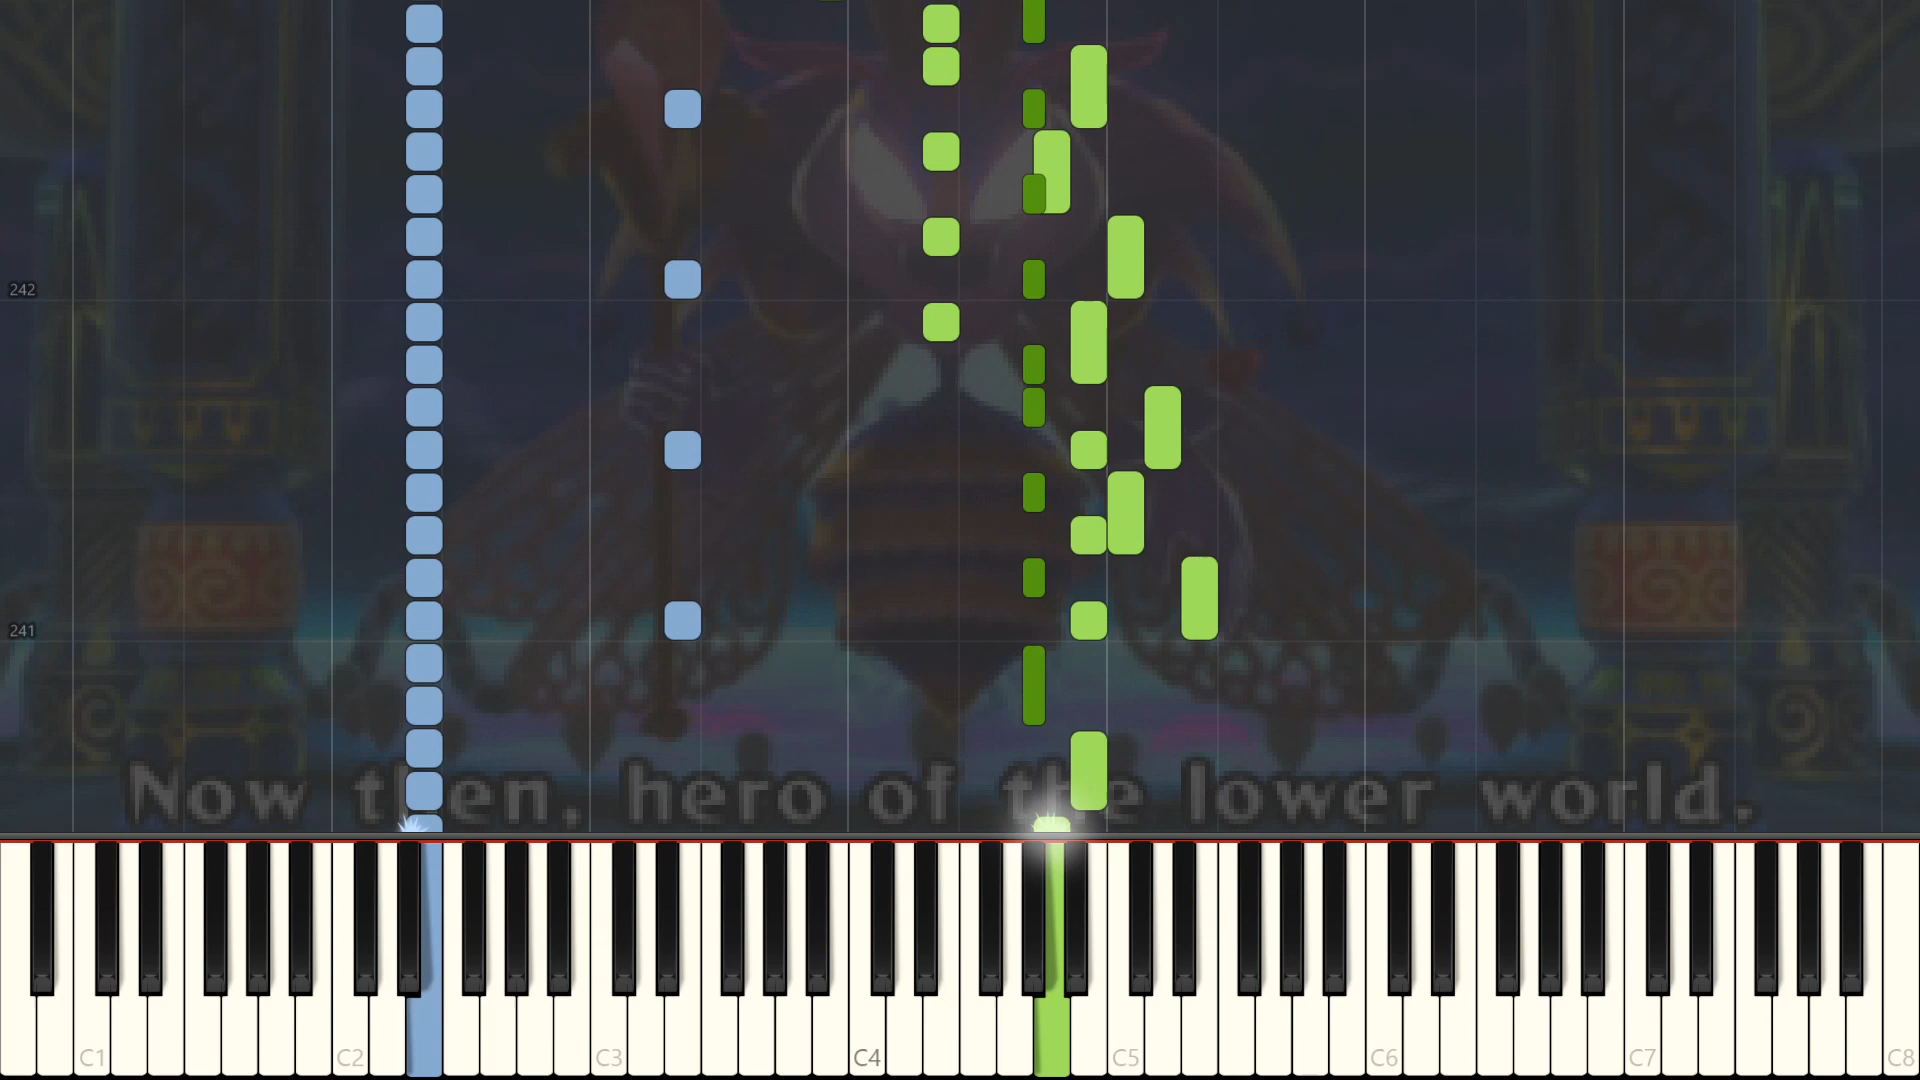 242
241
Now then, hero of the lower world.
C1 C2 C3 C4 C5 C6 C7 C8